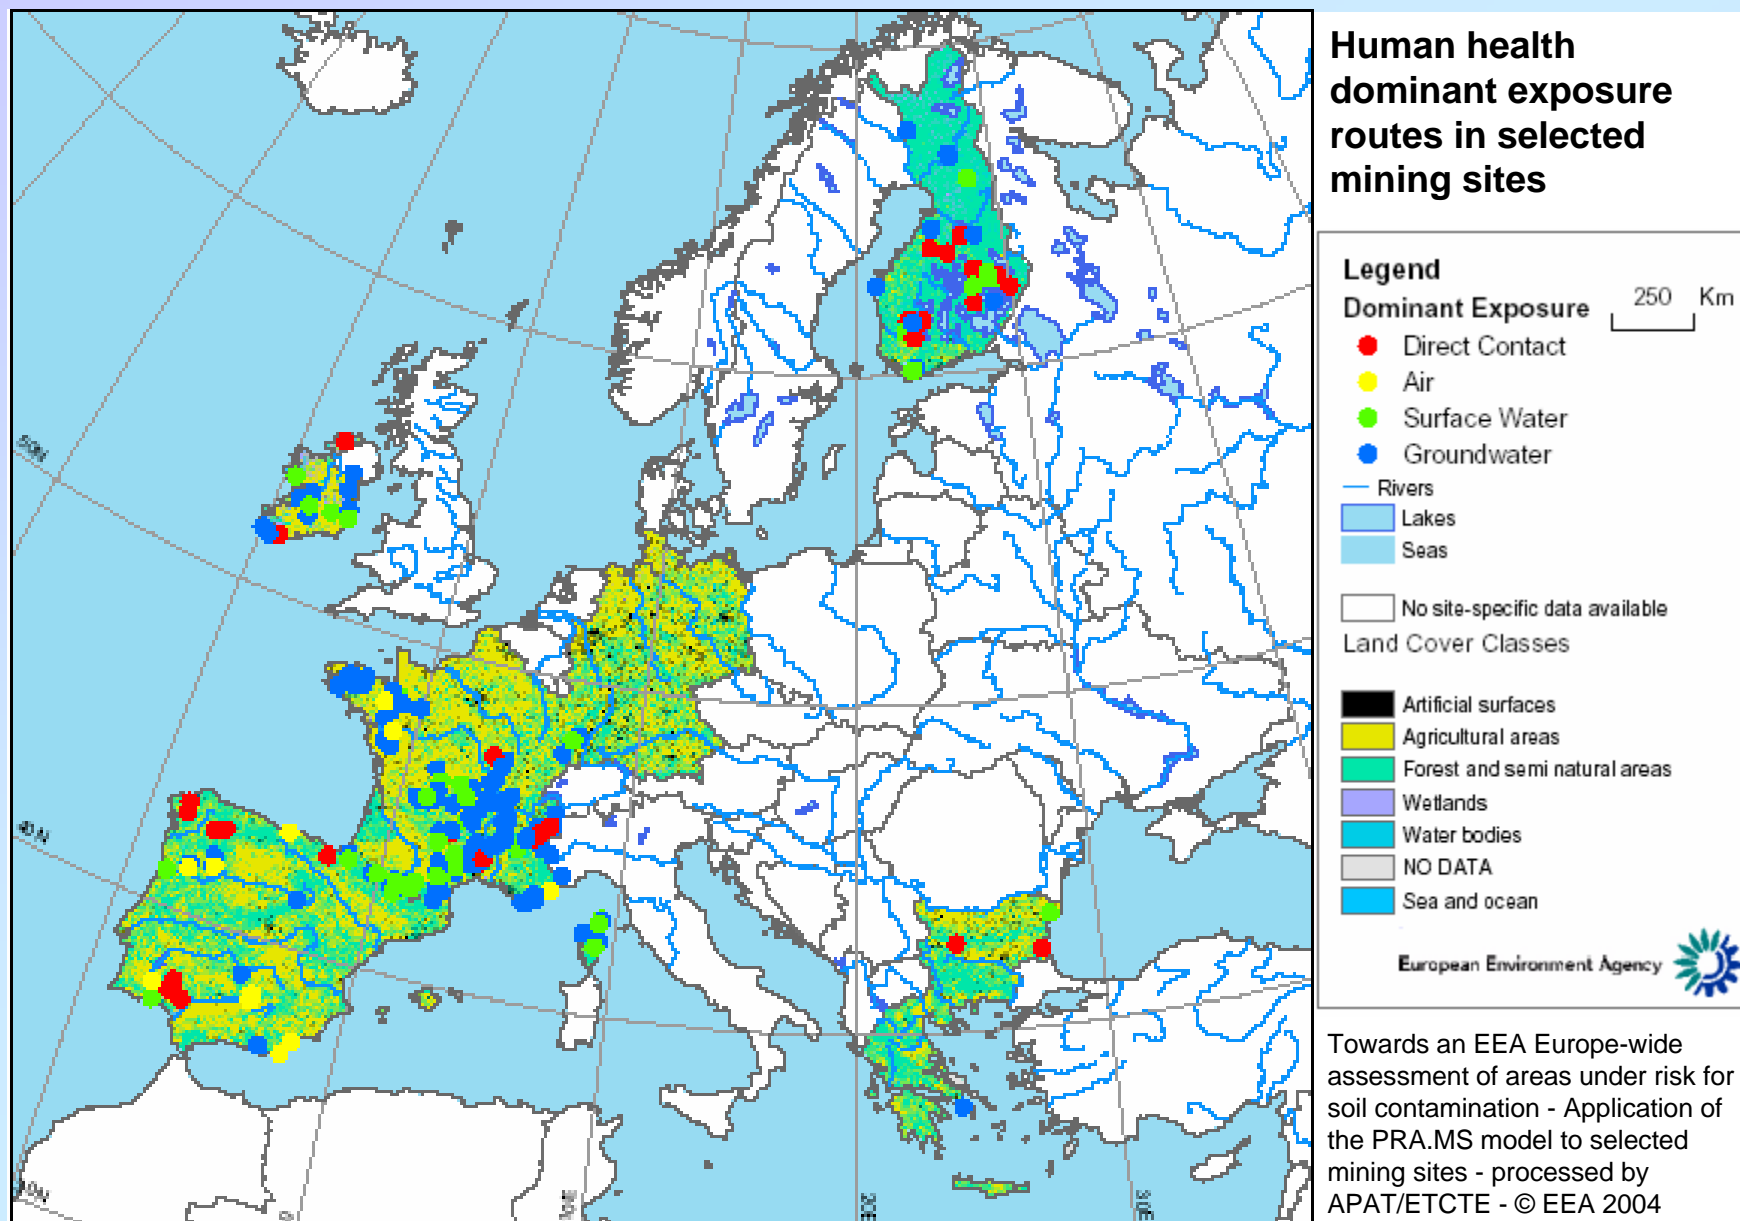 Human health
dominant exposure
routes in selected
mining sites
Legend
Dominant Exposure
250 Km
Direct Contact
Air
Surface Water
Groundwater
Rivers
Lakes
Seas
No site-specific data available
Land Cover Classes
Artificial surfaces
Agricultural areas
Forest and semi natural areas
Wetlands
Water bodies
NO DATA
Sea and ocean
European Environment Agency
Towards an EEA Europe-wide
assessment of areas under risk for
soil contamination - Application of
the PRA.MS model to selected
mining sites - processed by
APAT/ETCTE - © EEA 2004
50N
40N
0
20E